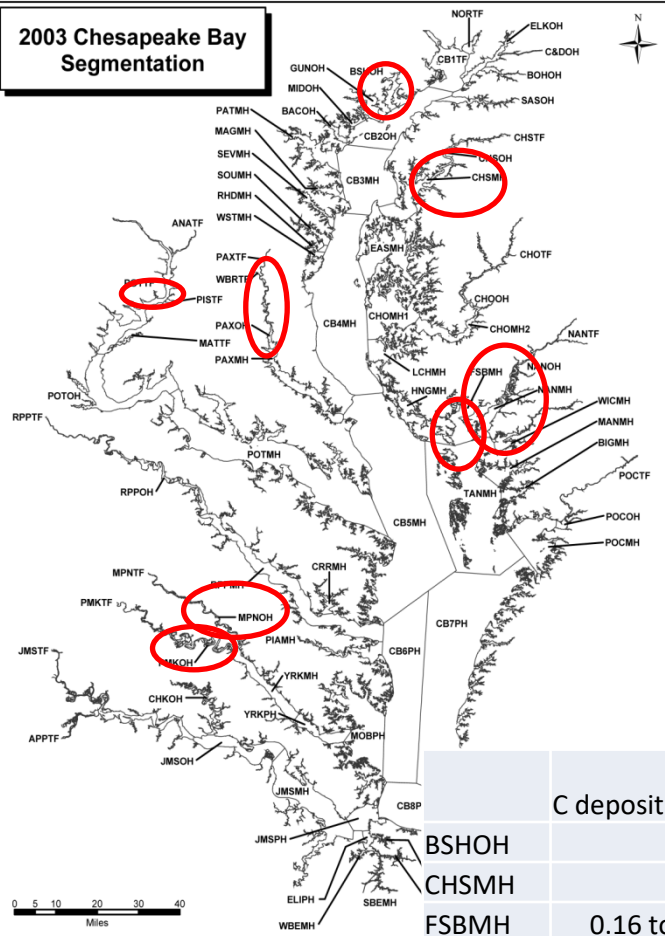 2003 Chesapeake Bay
Segmentation
N
NORTF
ELKOH
C&DOH
CB1TF
GUNOH
BSHOH
BOHOH
MIDOH
SASOH
PATMH
BACOH
CB2OH
MAGMH
CHSTF
SEVMH
CHSOH
CB3MH
CHSMH
SOUMH
RHDMH
WSTMH
ANATF
EASMH
PAXTF
CHOTF
WBRTF
PISTF
CHOOH
CB4MH
CHOMH1
PAXOH
CHOMH2
MATTF
NANTF
PAXMH
LCHMH
NANOH
FSBMH
HNGMH
NANMH
POTOH
WICMH
RPPTF
MANMH
POTMH
BIGMH
POCTF
RPPOH
TANMH
POCOH
CB5MH
POCMH
MPNTF
CRRMH
PMKTF
MPNOH
CB7PH
PIAMH
JMSTF
CB6PH
YRKMH
CHKOH
YRKPH
MOBPH
APPTF
JMSOH
JMSMH
CB8P
C deposit
JMSPH
BSHOH
CHSMH
ELIPH
SBEMH
FSBMH 0.16 to
WBEMH
0 5 10 20 30 40
Miles